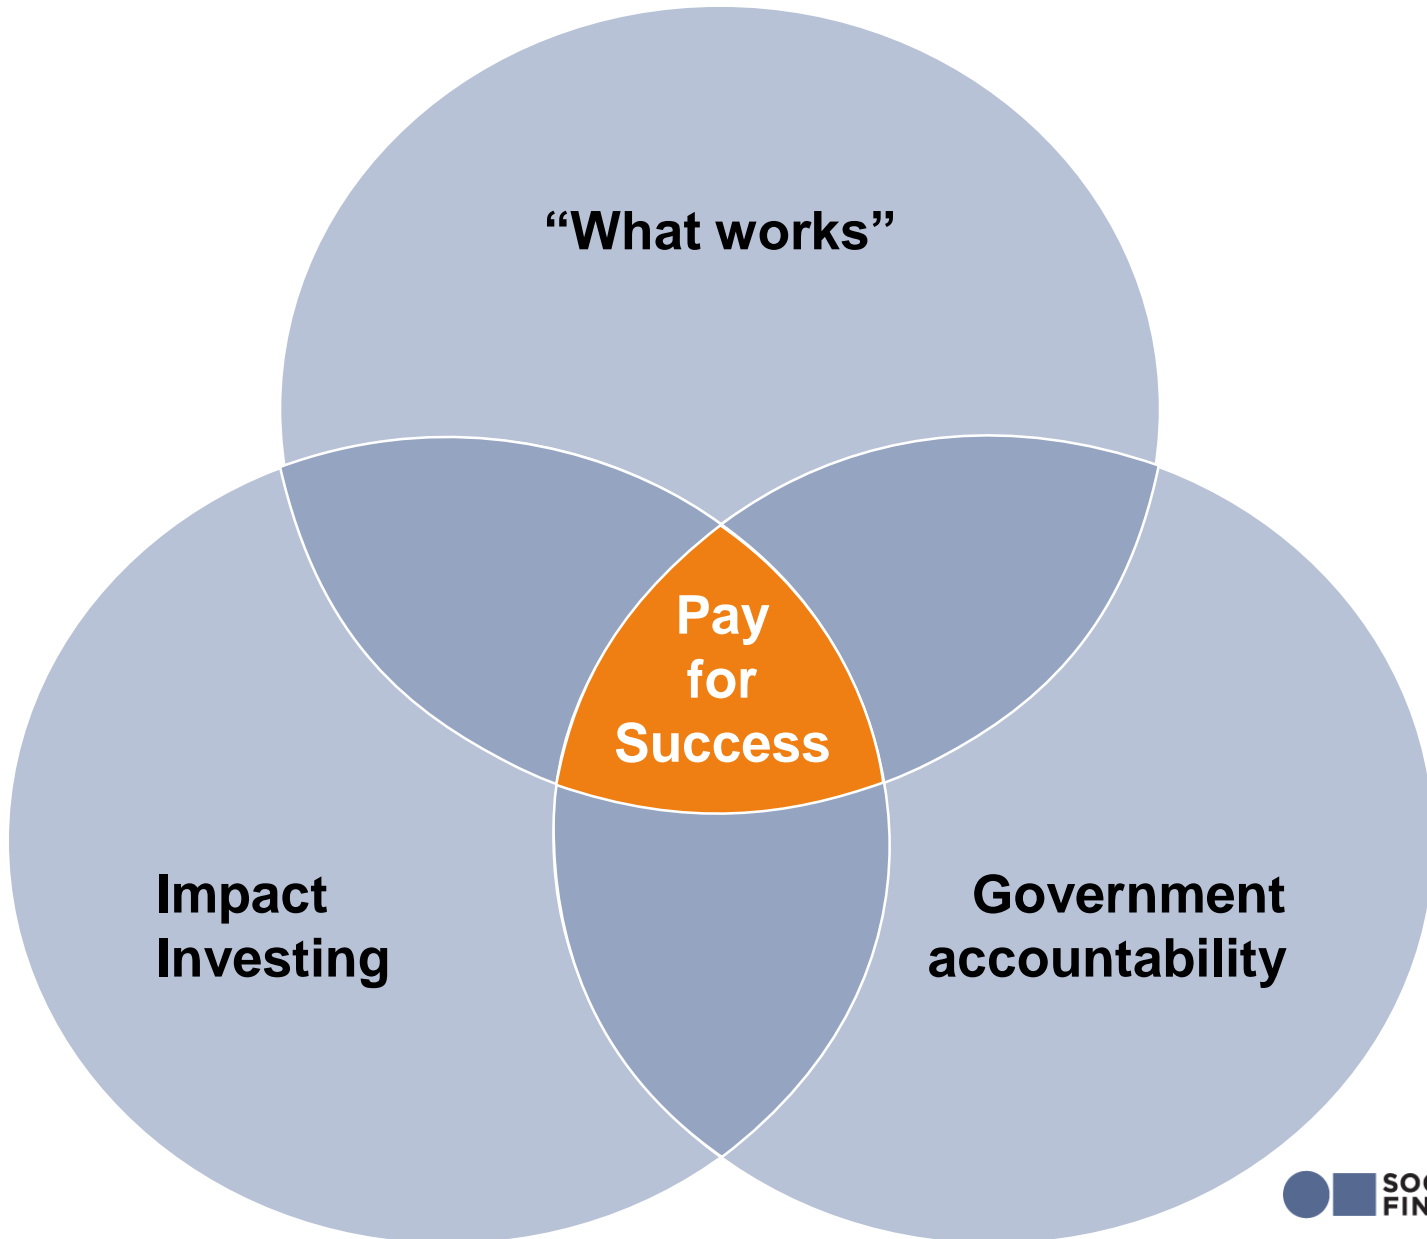 “What works”
Pay
for
Success
Impact
Investing
Government
accountability